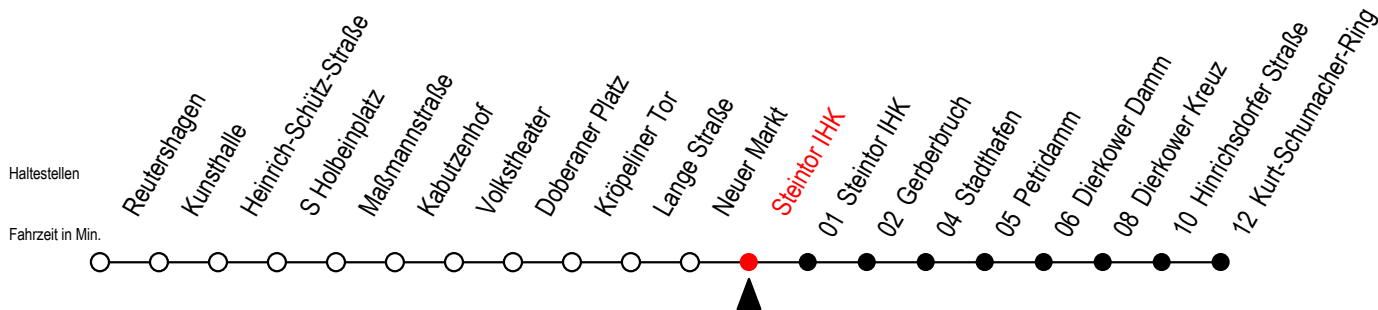 Haltestellen
Fahrzeit in Min.
Reutershagen
Kunsthalle
Heinrich-Schütz-Straße
S Holbeinplatz
Maßmannstraße
Kabutzenhof
Volkstheater
Doberaner Platz
Kröpeliner Tor
Lange Straße
Neuer Markt
Steintor IHK
01 Steintor IHK
02 Gerberbruch
04 Stadthafen
05 Petridamm
06 Dierkower Damm
08 Dierkower Kreuz
10 Hinrichsdorfer Straße
12 Kurt-Schumacher-Ring